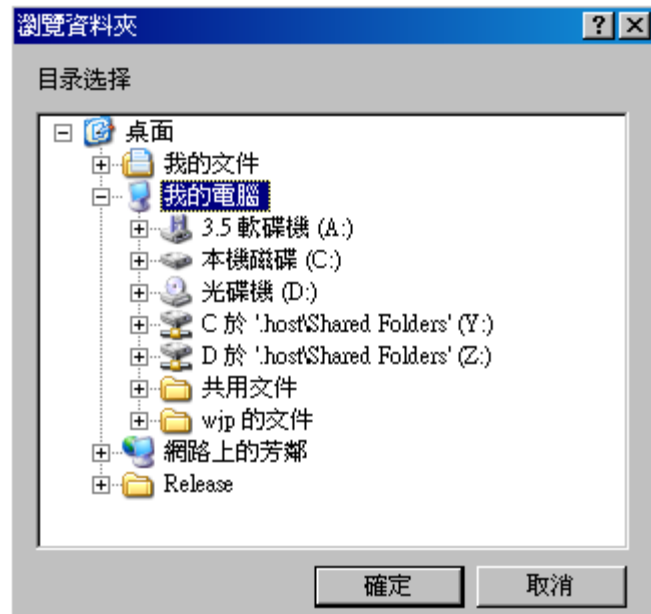 瀏覽資料夾
目录选择
桌面
我的文件
我的電腦
3.5 軟碟機 (A:)
本機磁碟 (C:)
光碟機 (D:)
C 於 '.host\Shared Folders' (Y:)
D 於 '.host\Shared Folders' (Z:)
共用文件
wjp 的文件
網路上的芳鄰
Release
確定 取消